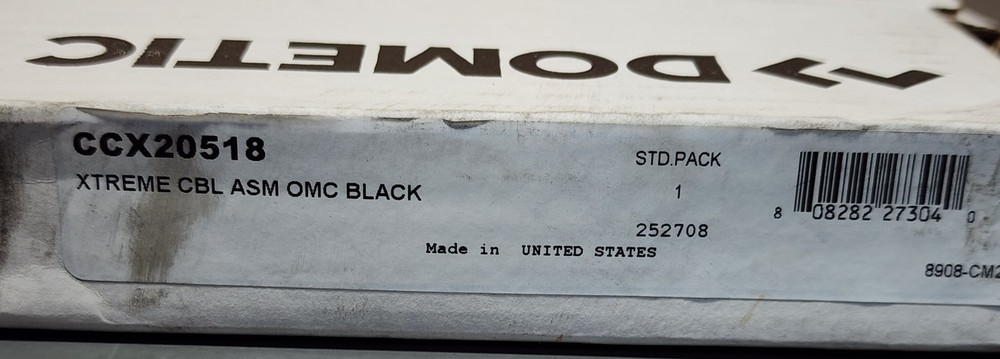 DOMETIC
CCX20518
XTREME CBL ASM OMC BLACK
STD.PACK
1
252708
Made in UNITED STATES
8 08282 27304 0
8908-CM2